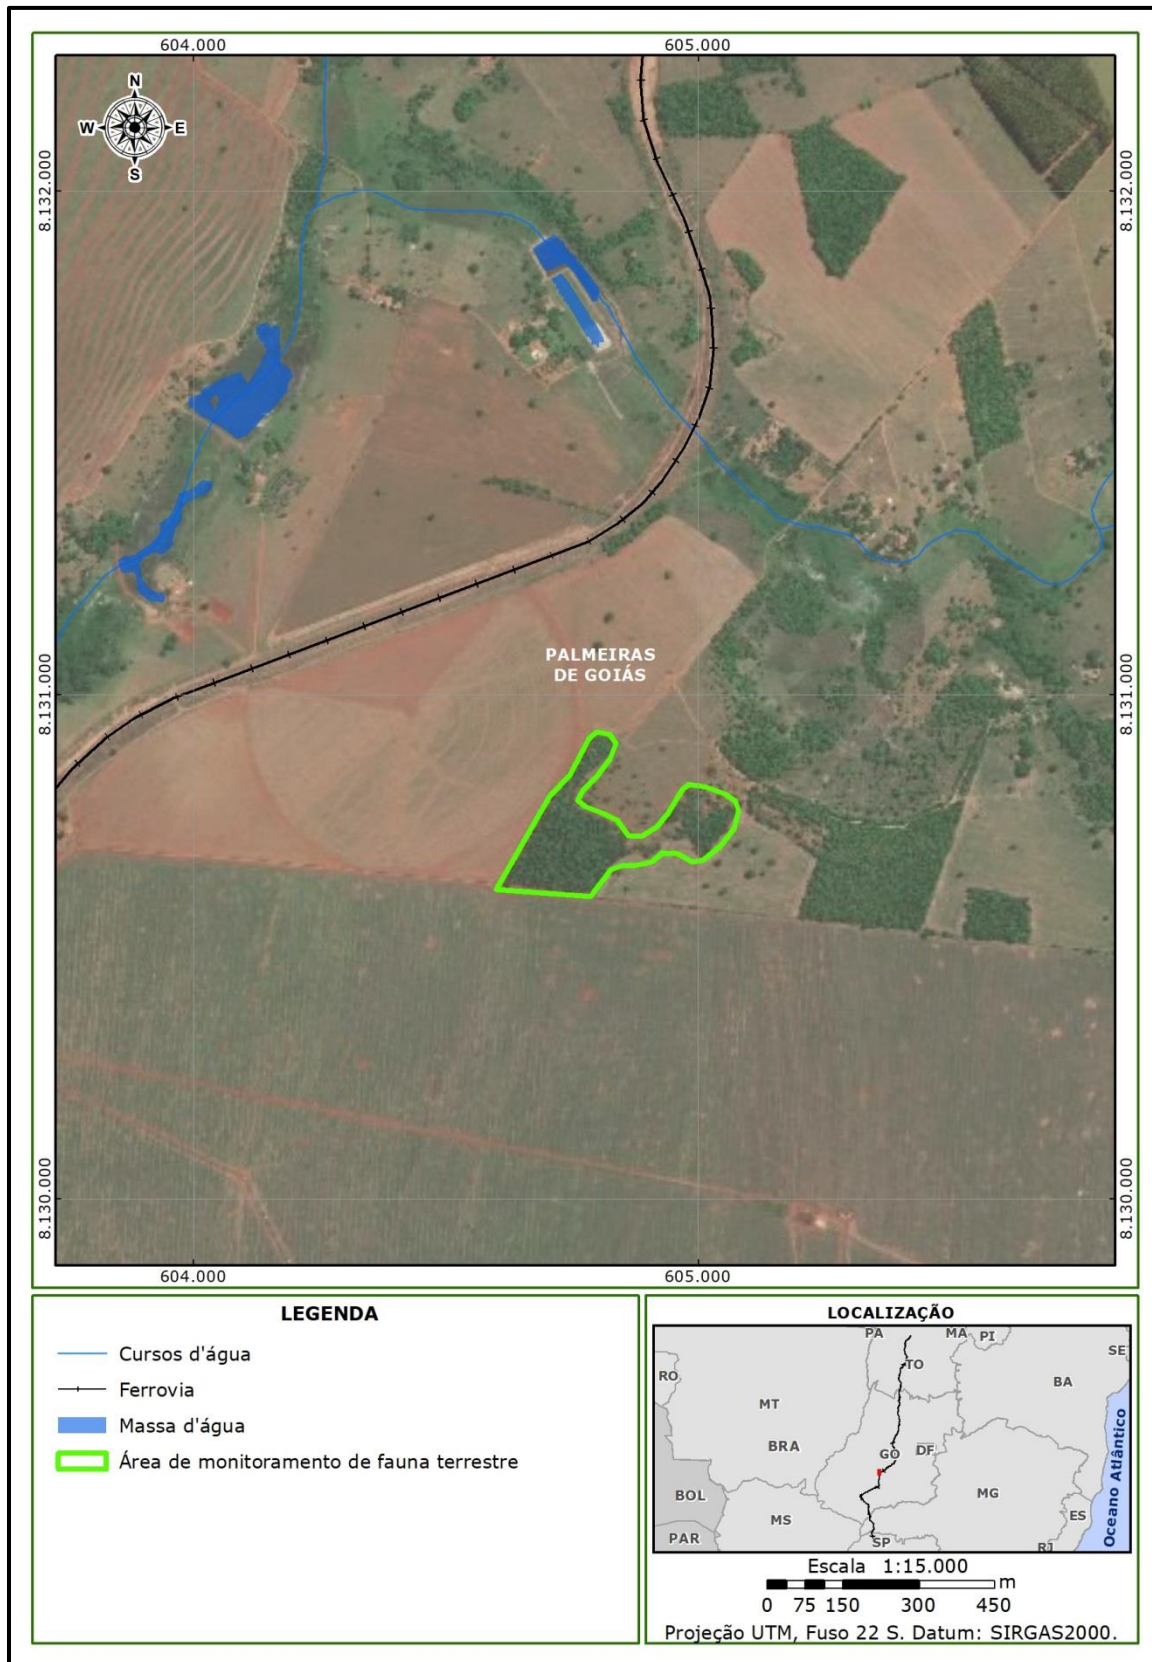 604.000
605.000
N
W
E
S
8.132.000
8.132.000
PALMEIRAS
DE GOIÁS
8.131.000
8.131.000
8.130.000
8.130.000
604.000
605.000
LEGENDA
Cursos d'água
Ferrovia
Massa d'água
Área de monitoramento de fauna terrestre
LOCALIZAÇÃO
PA
MA
PI
TO
SE
RO
BA
MT
BRA
GO
DF
BOL
MG
MS
ES
PAR
SP
RJ
Oceano Atlântico
Escala 1:15.000
m
0 75 150 300 450
Projeção UTM, Fuso 22 S. Datum: SIRGAS2000.